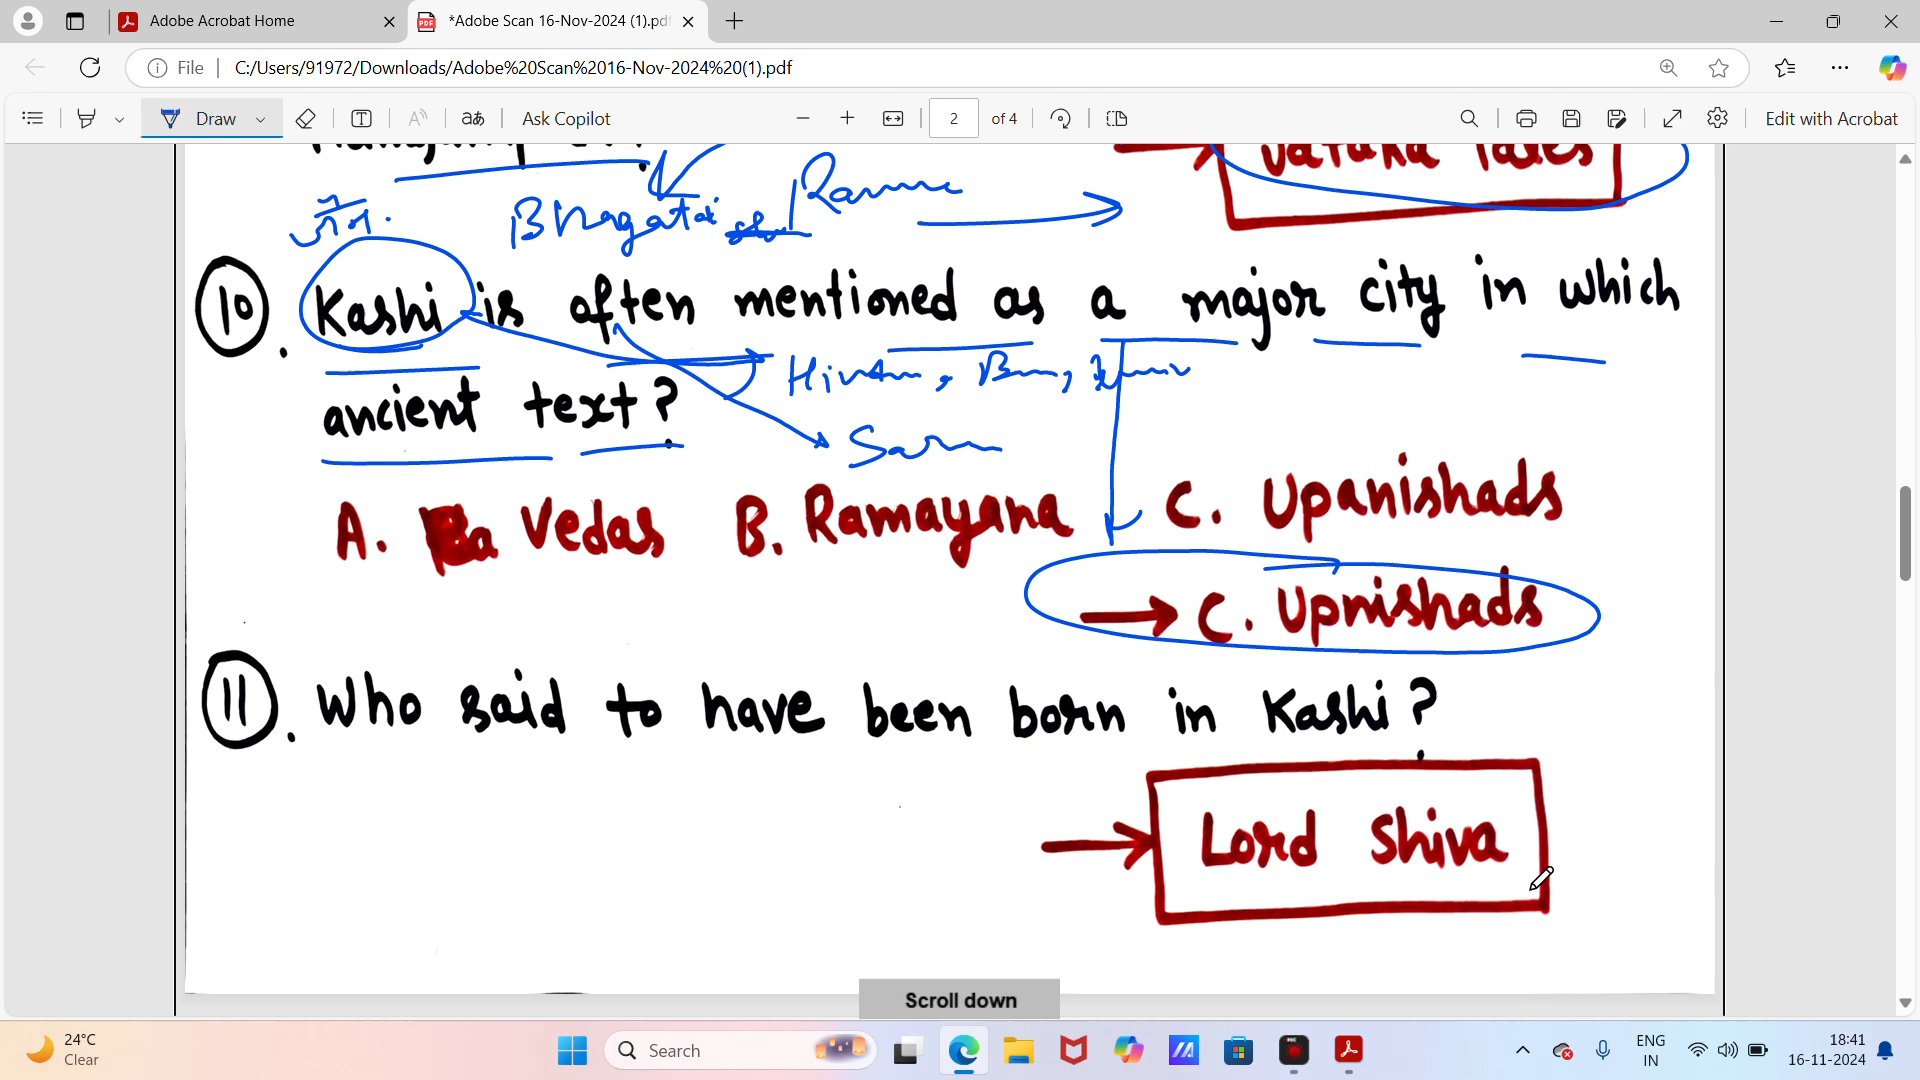 Adobe Acrobat Home
*Adobe Scan 16-Nov-2024 (1).pdf
File
C:/Users/91972/Downloads/Adobe%20Scan%2016-Nov-2024%20(1).pdf
Draw
Ask Copilot
2 of 4
Edit with Acrobat
Jataka Tales
10. Kashi is often mentioned as a major city in which
ancient text?
A. Vedas B. Ramayana C. Upanishads
C. Upnishads
11. Who said to have been born in Kashi?
Lord Shiva
Scroll down
24°C
Clear
Search
ENG
IN
18:41
16-11-2024